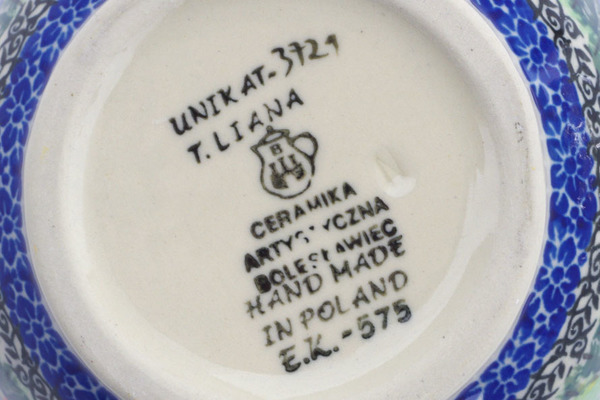 UNIKAT-3721
T. LIANA
CERAMIKA
ARTYSTYCZNA
BOLESŁAWIEC
HAND MADE
IN POLAND
E.K.-575